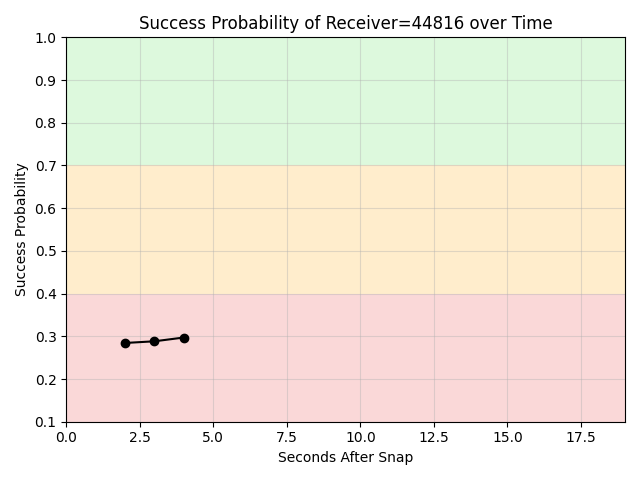 Success Probability of Receiver=44816 over Time
1.0
0.9
0.8
0.7
0.6
0.5
0.4
0.3
0.2
0.1
Success Probability
0.0 2.5 5.0 7.5 10.0 12.5 15.0 17.5
Seconds After Snap